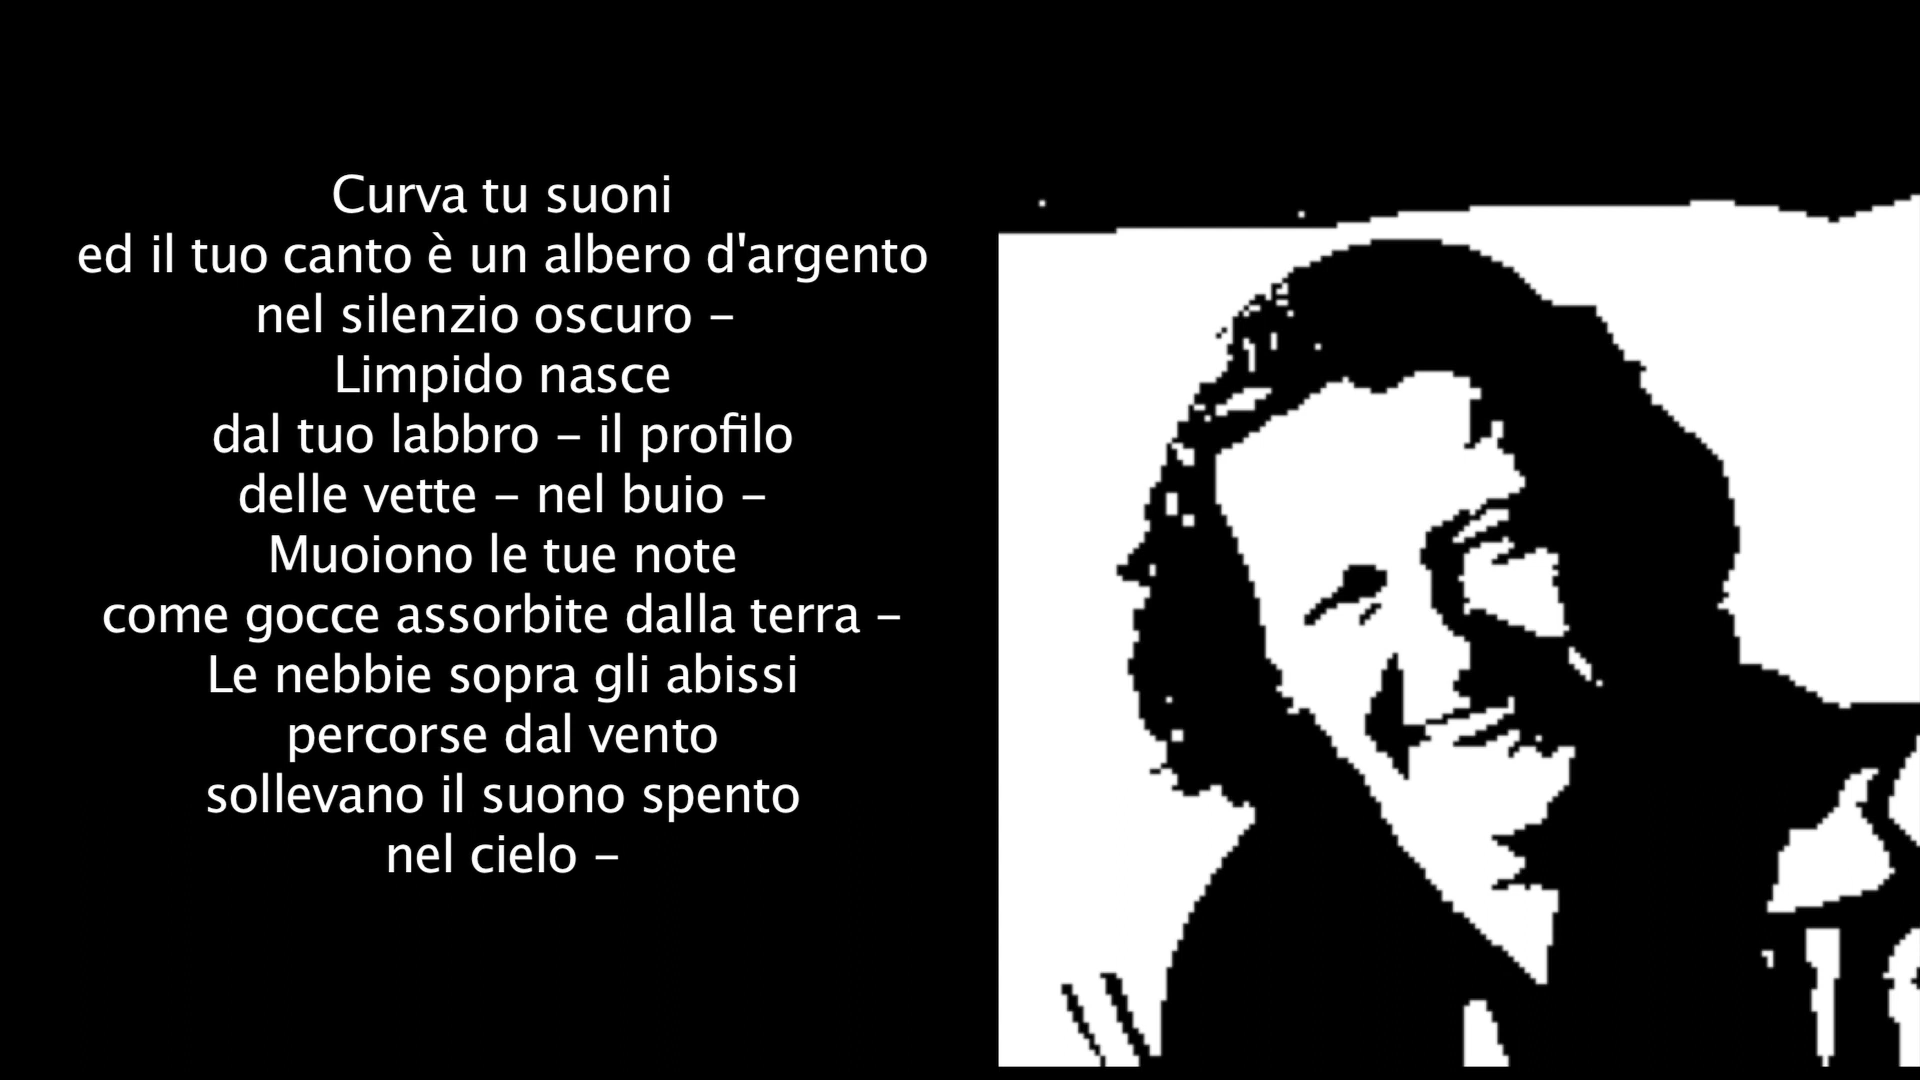 Curva tu suoni
ed il tuo canto è un albero d'argento
nel silenzio oscuro –
Limpido nasce
dal tuo labbro – il profilo
delle vette – nel buio –
Muoiono le tue note
come gocce assorbite dalla terra –
Le nebbie sopra gli abissi
percorse dal vento
sollevano il suono spento
nel cielo –